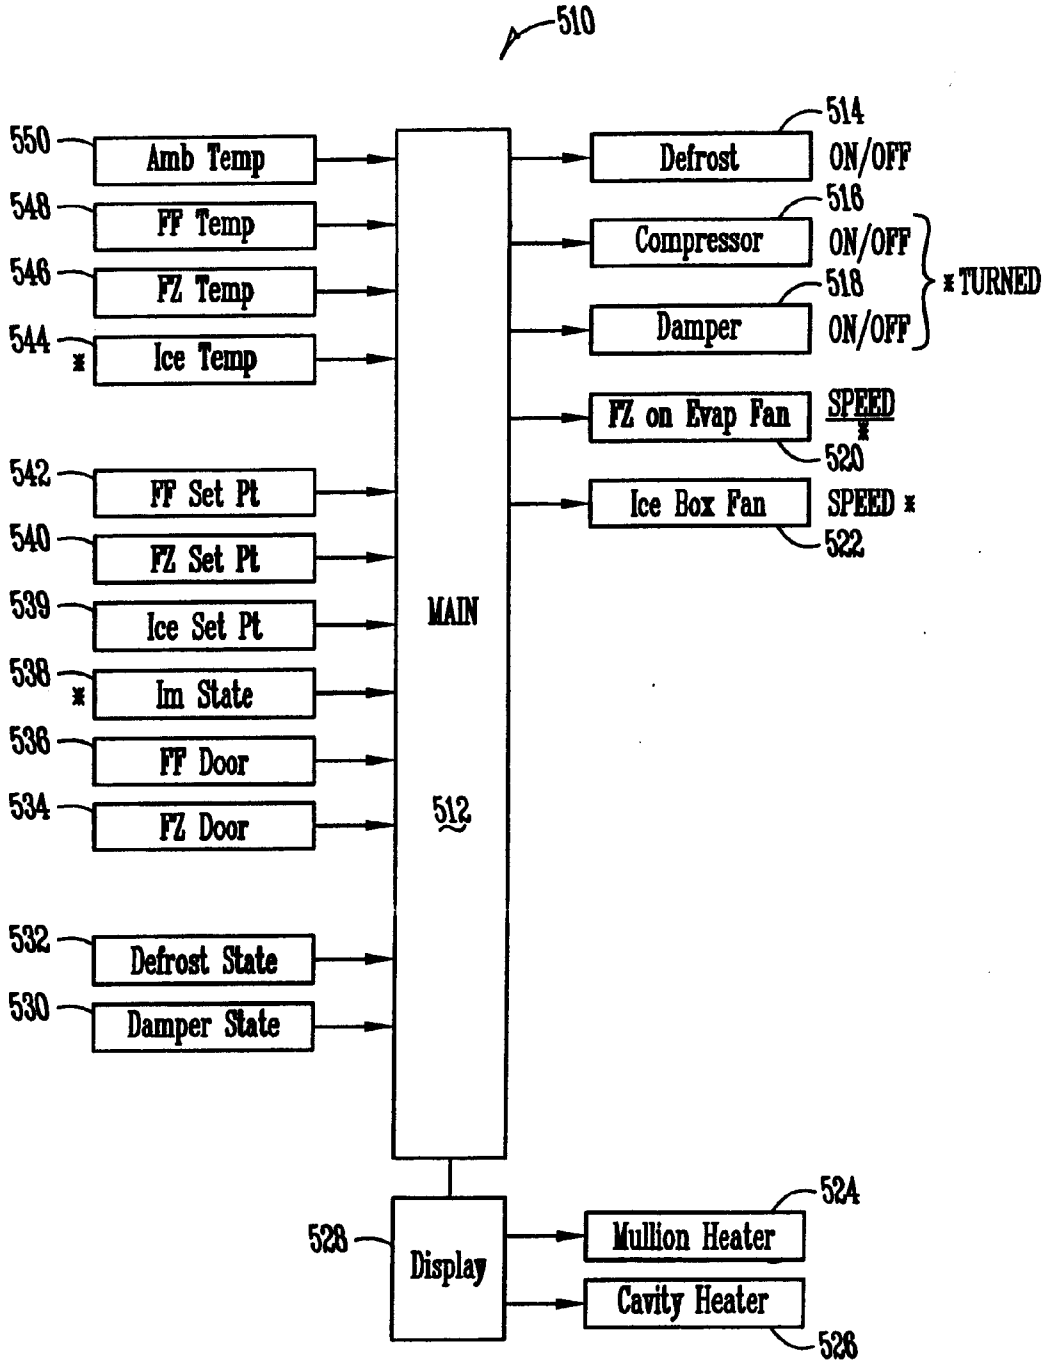 510
550
Amb Temp
548
FF Temp
546
FZ Temp
544
* Ice Temp
542
FF Set Pt
540
FZ Set Pt
539
Ice Set Pt
538
* Im State
536
FF Door
534
FZ Door
532
Defrost State
530
Damper State
MAIN
512
514
Defrost ON/OFF
516
Compressor ON/OFF
* TURNED
518
Damper ON/OFF
FZ on Evap Fan SPEED
*
520
Ice Box Fan SPEED *
522
528
Display
524
Mullion Heater
Cavity Heater
526